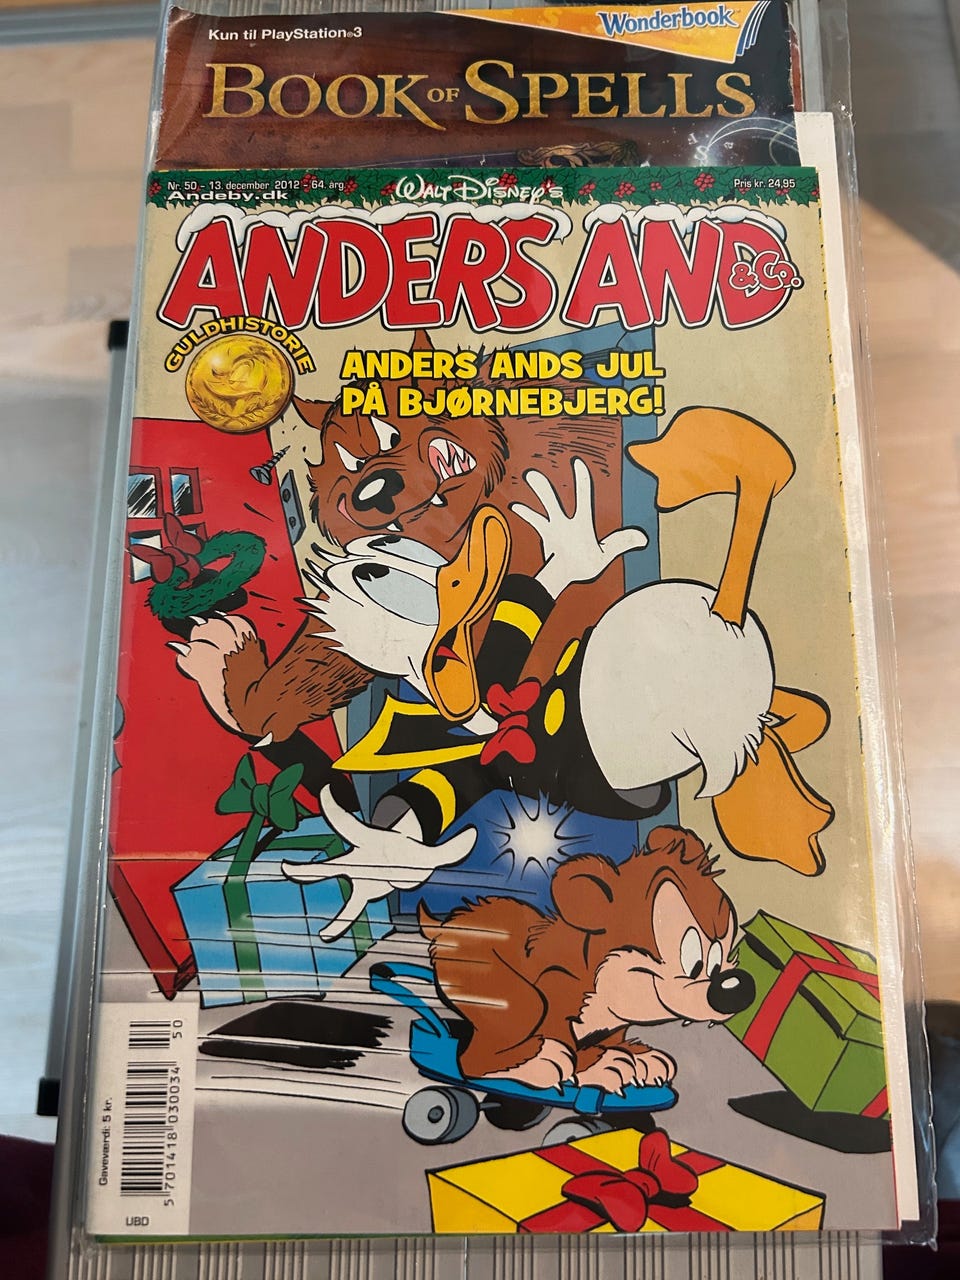 Wonderbook™
Kun til PlayStation®3
BOOK OF SPELLS
Nr. 50 - 13. december 2012 - 64. årg.
Andeby.dk
WALT DISNEY'S
Pris kr. 24,95
ANDERS AND
&Co.
GULDHISTORIE
ANDERS ANDS JUL
PÅ BJØRNEBJERG!
50
5 701418 030034
Gaveværdi: 5 kr.
UBD